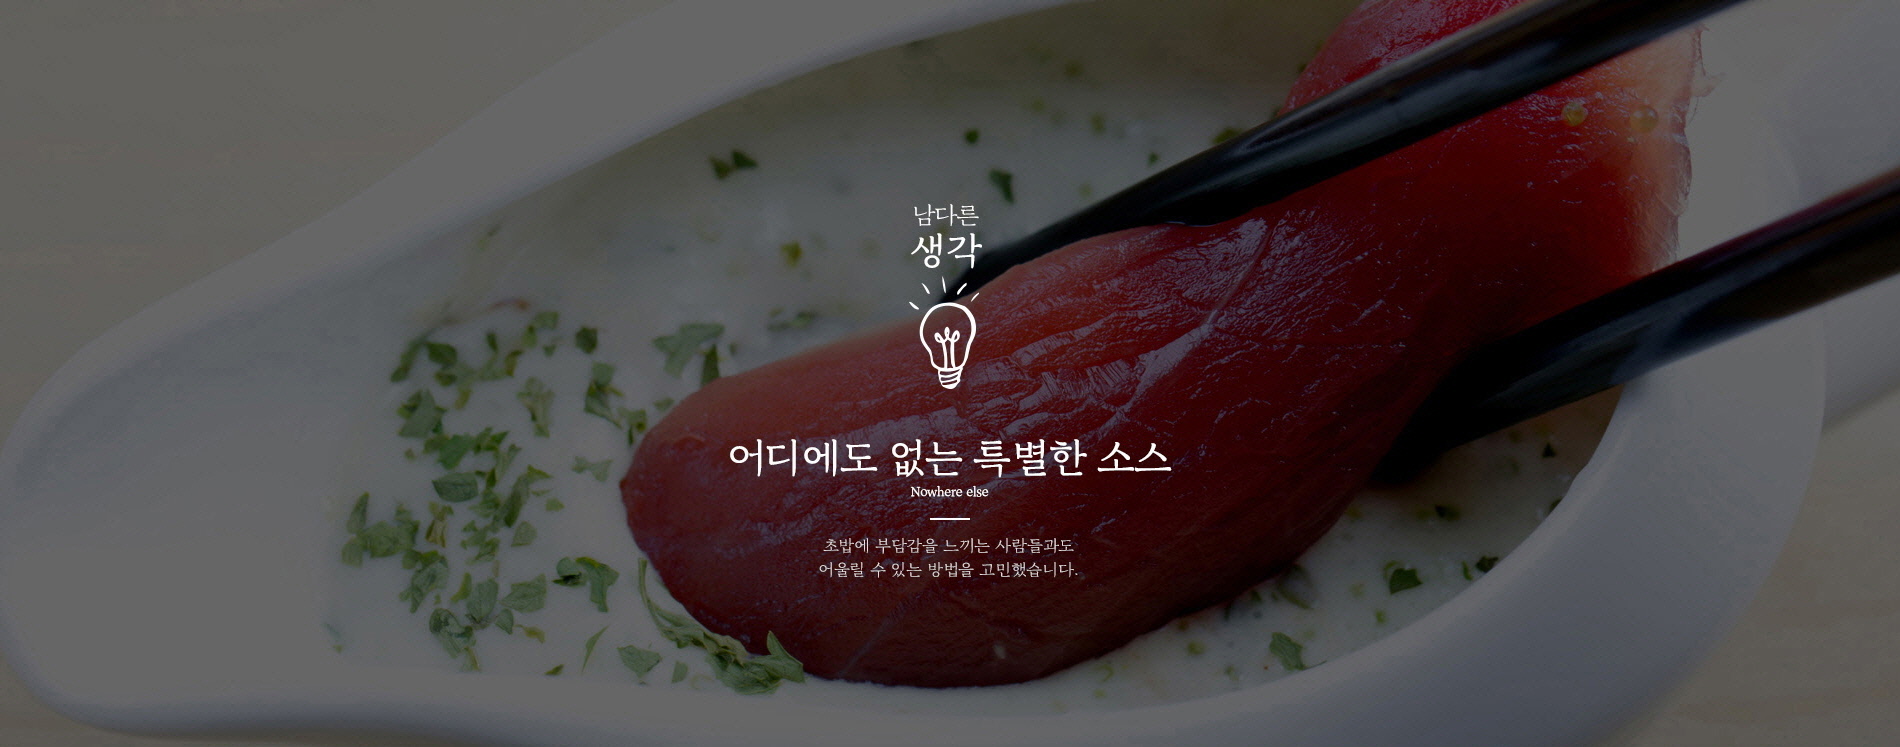 남다른
생각
어디에도 없는 특별한 소스
Nowhere else
초밥에 부담감을 느끼는 사람들과도
어울릴 수 있는 방법을 고민했습니다.